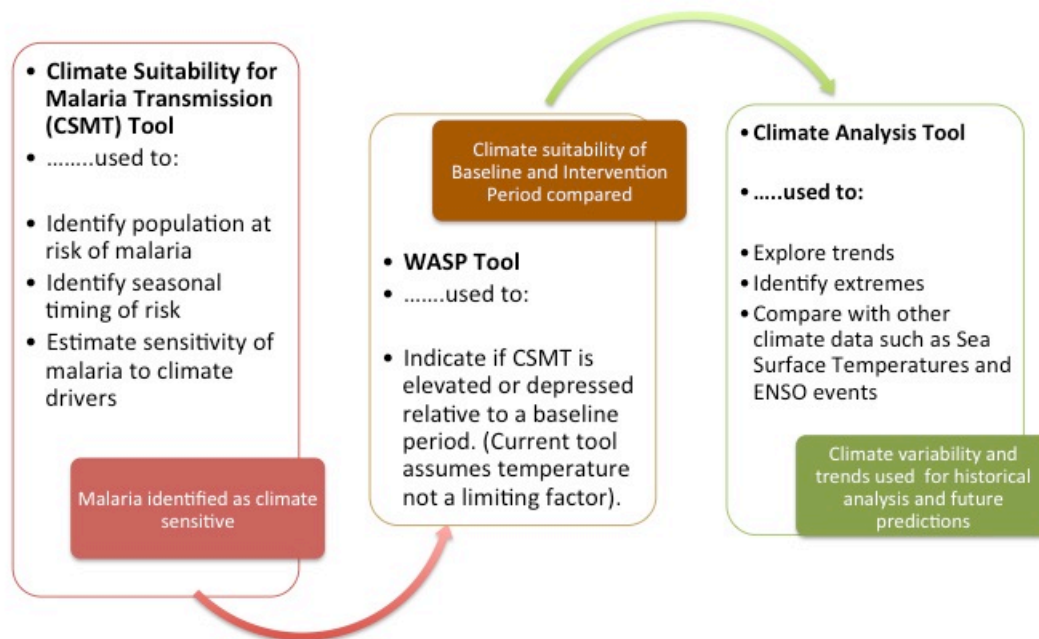 • Climate Suitability for
Malaria Transmission
(CSMT) Tool
• ........used to:
• Identify population at
risk of malaria
• Identify seasonal
timing of risk
• Estimate sensitivity of
malaria to climate
drivers
Malaria identified as climate
sensitive
Climate suitability of
Baseline and Intervention
Period compared
• WASP Tool
• .......used to:
• Indicate if CSMT is
elevated or depressed
relative to a baseline
period. (Current tool
assumes temperature
not a limiting factor).
• Climate Analysis Tool
• .....used to:
• Explore trends
• Identify extremes
• Compare with other
climate data such as Sea
Surface Temperatures and
ENSO events
Climate variability and
trends used for historical
analysis and future
predictions